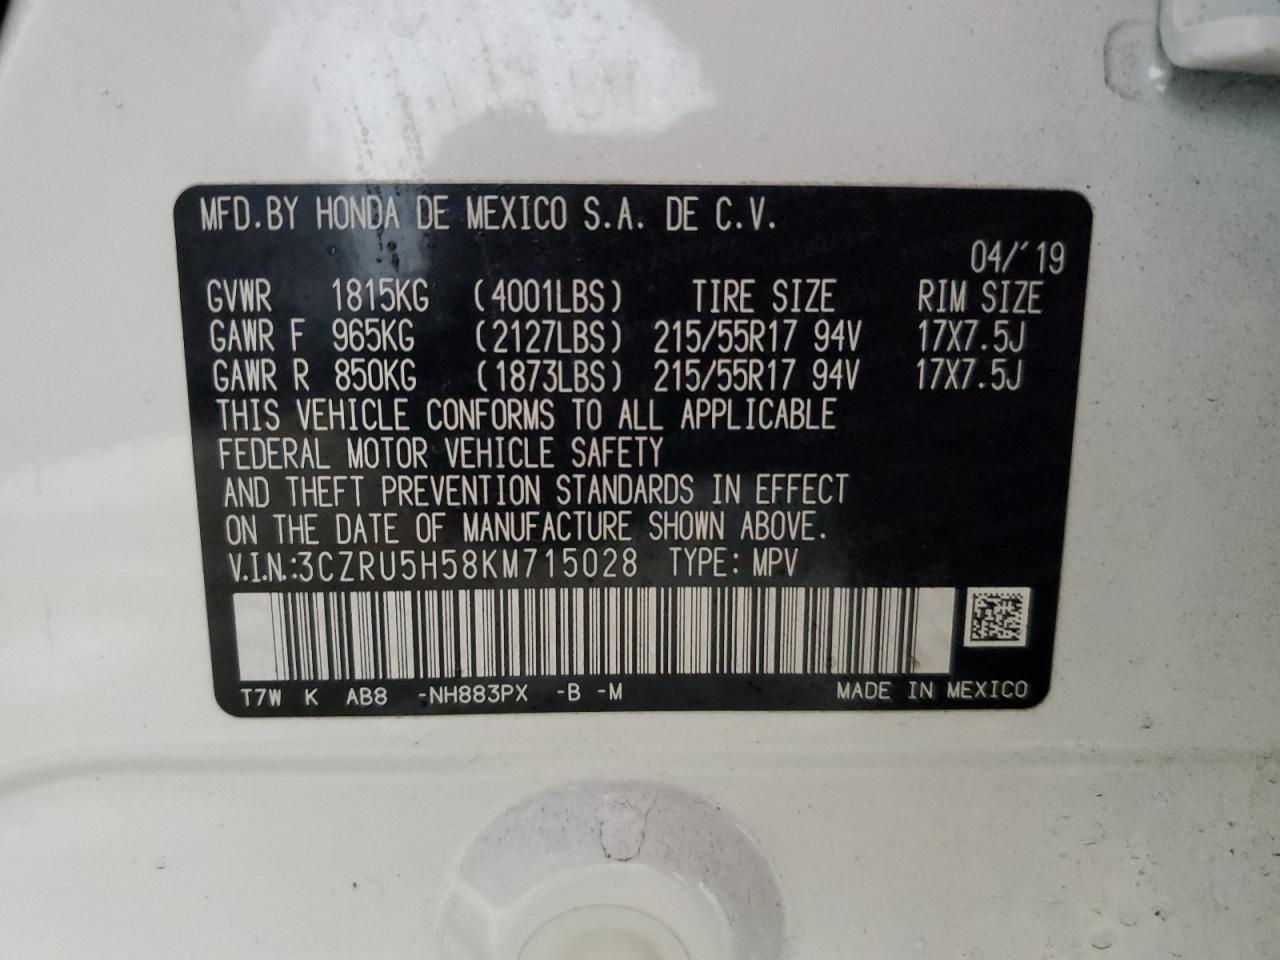 MFD.BY HONDA DE MEXICO S.A. DE C.V.
04/´19
GVWR 1815KG (4001LBS) TIRE SIZE RIM SIZE
GAWR F 965KG (2127LBS) 215/55R17 94V 17X7.5J
GAWR R 850KG (1873LBS) 215/55R17 94V 17X7.5J
THIS VEHICLE CONFORMS TO ALL APPLICABLE
FEDERAL MOTOR VEHICLE SAFETY
AND THEFT PREVENTION STANDARDS IN EFFECT
ON THE DATE OF MANUFACTURE SHOWN ABOVE.
V.I.N.:3CZRU5H58KM715028 TYPE: MPV
T7W K AB8 -NH883PX -B -M MADE IN MEXICO